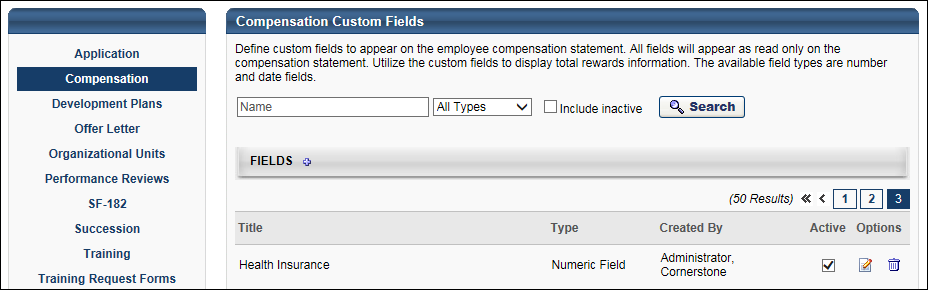 Application
Compensation
Development Plans
Offer Letter
Organizational Units
Performance Reviews
SF-182
Succession
Training
Training Request Forms
Compensation Custom Fields
Define custom fields to appear on the employee compensation statement. All fields will appear as read only on the
compensation statement. Utilize the custom fields to display total rewards information. The available field types are number
and date fields.
Name All Types Include inactive Search
FIELDS
(50 Results) « ‹ 1 2 3
Title Type Created By Active Options
Health Insurance Numeric Field Administrator,
Cornerstone